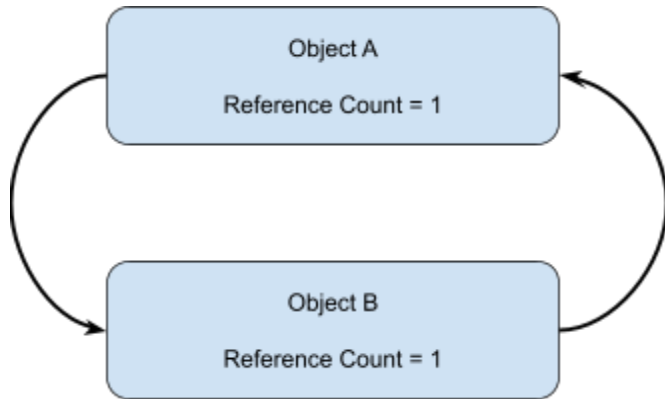 Object A
Reference Count = 1
Object B
Reference Count = 1